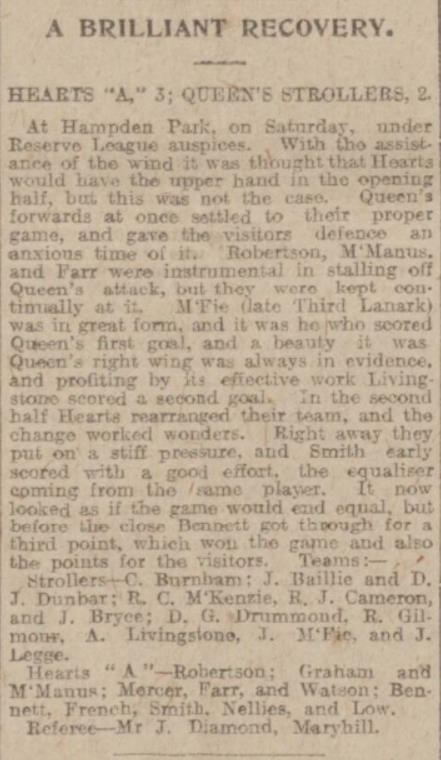 A BRILLIANT RECOVERY.
HEARTS "A," 3; QUEEN'S STROLLERS, 2.
At Hampden Park, on Saturday, under
Reserve League auspices. With the assist-
ance of the wind it was thought that Hearts
would have the upper hand in the opening
half, but this was not the case. Queen's
forwards at once settled to their proper
game, and gave the visitors defence an
anxious time of it. Robertson, M'Manus,
and Farr were instrumental in stalling off
Queen's attack, but they were kept con-
tinually at it. M'Fie (late Third Lanark)
was in great form, and it was he who scored
Queen's first goal, and a beauty it was
Queen's right wing was always in evidence,
and profiting by its effective work Living-
stone scored a second goal. In the second
half Hearts rearranged their team, and the
change worked wonders. Right away they
put on a stiff pressure, and Smith early
scored with a good effort, the equaliser
coming from the same player. It now
looked as if the game would end equal, but
before the close Bennett got through for a
third point, which won the game and also
the points for the visitors. Teams:—
Strollers—C. Burnham; J. Baillie and D.
J. Dunbar; R. C. M'Kenzie, R. J. Cameron,
and J. Bryce; D. G. Drummond, R. Gil-
mour, A. Livingstone, J. M'Fie, and J.
Legge.
Hearts "A"—Robertson; Graham and
M'Manus; Mercer, Farr, and Watson; Ben-
nett, French, Smith, Nellies, and Low.
Referee—Mr J. Diamond, Maryhill.